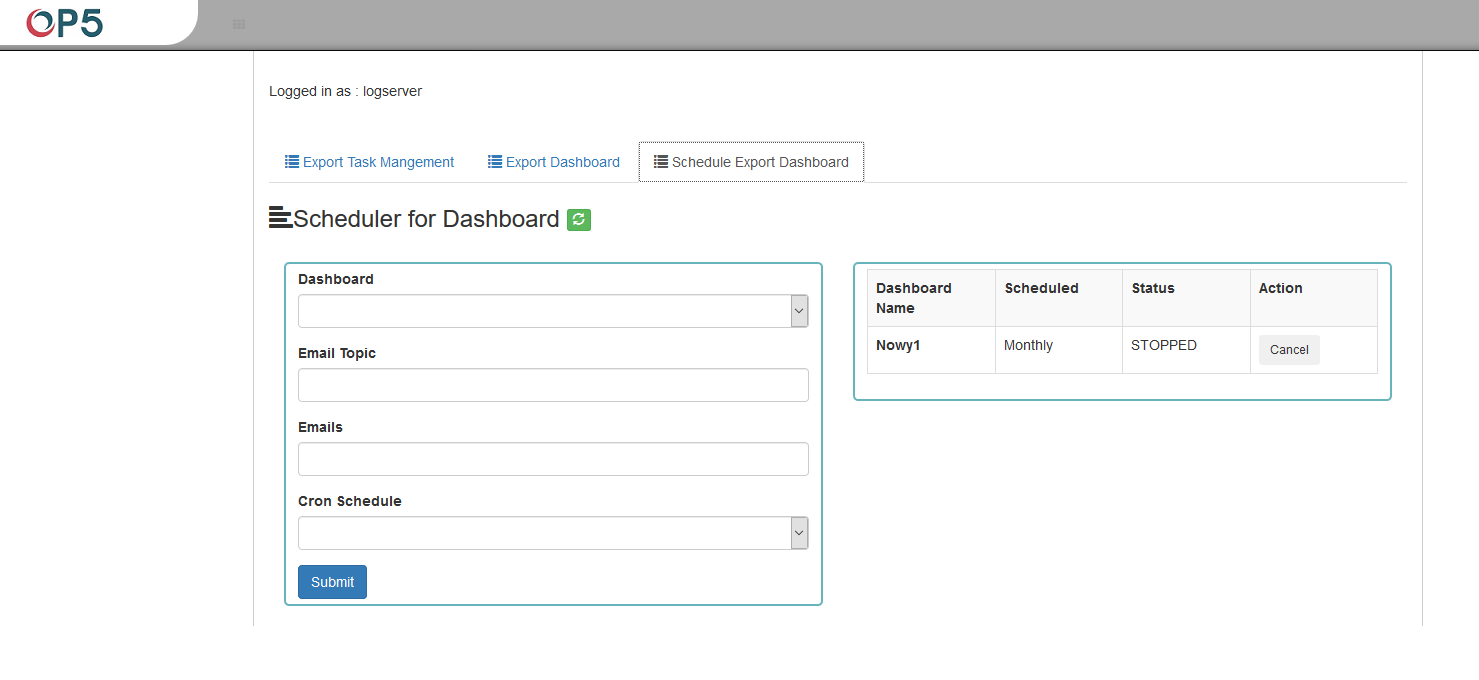 OP5
Logged in as : logserver
Export Task Mangement
Export Dashboard
Schedule Export Dashboard
Scheduler for Dashboard
Dashboard
Email Topic
Emails
Cron Schedule
Submit
Dashboard Name
Scheduled
Status
Action
Nowy1
Monthly
STOPPED
Cancel